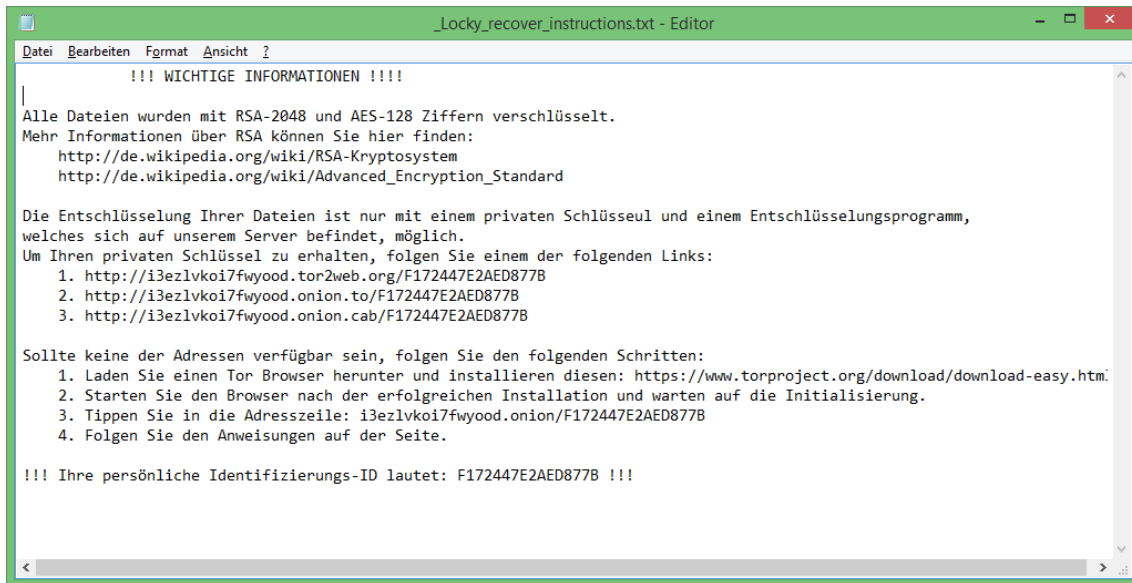 _Locky_recover_instructions.txt - Editor
Datei Bearbeiten Format Ansicht ?
!!! WICHTIGE INFORMATIONEN !!!!
Alle Dateien wurden mit RSA-2048 und AES-128 Ziffern verschlüsselt.
Mehr Informationen über RSA können Sie hier finden:
http://de.wikipedia.org/wiki/RSA-Kryptosystem
http://de.wikipedia.org/wiki/Advanced_Encryption_Standard
Die Entschlüsselung Ihrer Dateien ist nur mit einem privaten Schlüsseul und einem Entschlüsselungsprogramm,
welches sich auf unserem Server befindet, möglich.
Um Ihren privaten Schlüssel zu erhalten, folgen Sie einem der folgenden Links:
1. http://i3ezlvkoi7fwyood.tor2web.org/F172447E2AED877B
2. http://i3ezlvkoi7fwyood.onion.to/F172447E2AED877B
3. http://i3ezlvkoi7fwyood.onion.cab/F172447E2AED877B
Sollte keine der Adressen verfügbar sein, folgen Sie den folgenden Schritten:
1. Laden Sie einen Tor Browser herunter und installieren diesen: https://www.torproject.org/download/download-easy.htm
2. Starten Sie den Browser nach der erfolgreichen Installation und warten auf die Initialisierung.
3. Tippen Sie in die Adresszeile: i3ezlvkoi7fwyood.onion/F172447E2AED877B
4. Folgen Sie den Anweisungen auf der Seite.
!!! Ihre persönliche Identifizierungs-ID lautet: F172447E2AED877B !!!